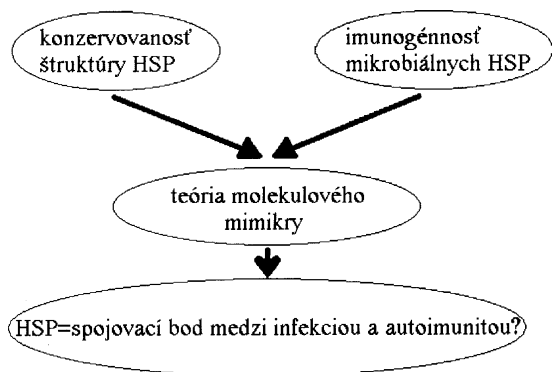 konzervovanosť
štruktúry HSP
imunogénnosť
mikrobiálnych HSP
teória molekulového
mimikry
HSP=spojovací bod medzi infekciou a autoimunitou?